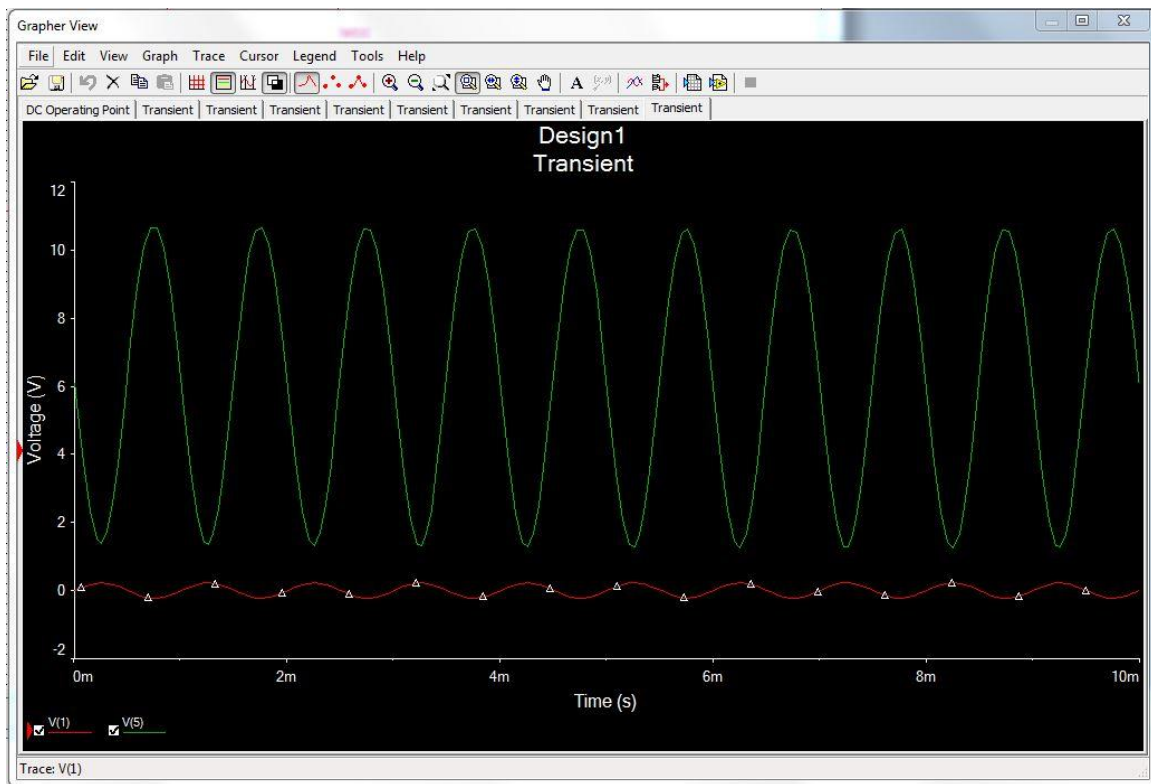 Grapher View
File Edit View Graph Trace Cursor Legend Tools Help
A
DC Operating Point Transient Transient Transient Transient Transient Transient Transient Transient Transient
Design1
Transient
12
10
8
6
4
2
0
-2
Voltage (V)
0m 2m 4m 6m 8m 10m
Time (s)
V(1) V(5)
Trace: V(1)